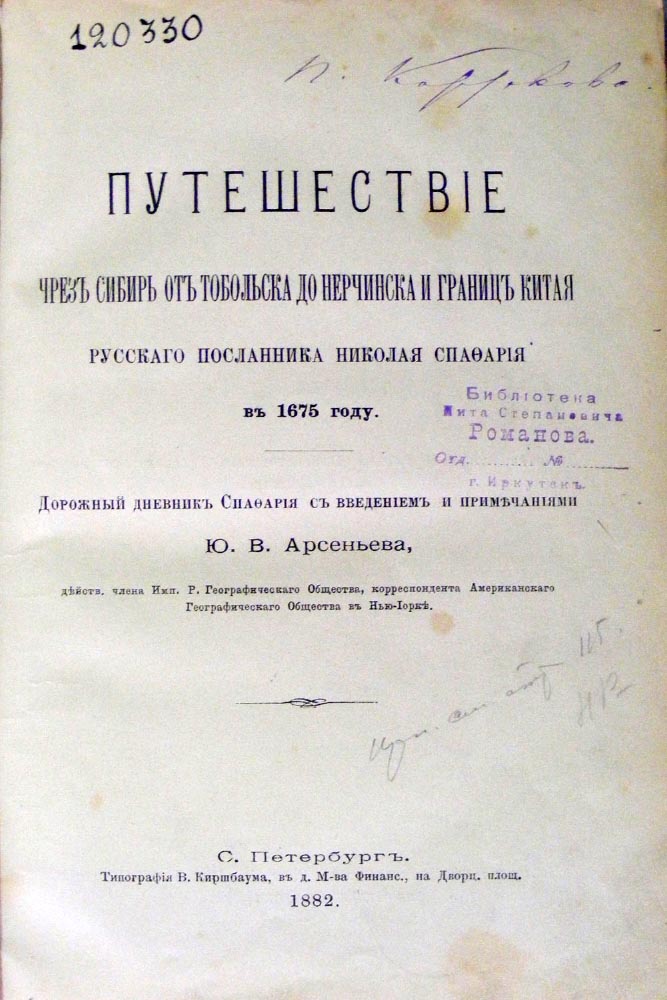 120330
ПУТЕШЕСТВІЕ
ЧРЕЗЪ СИБИРЬ ОТЪ ТОБОЛЬСКА ДО НЕРЧИНСКА И ГРАНИЦЪ КИТАЯ
РУССКАГО ПОСЛАННИКА НИКОЛАЯ СПАѲАРІЯ
въ 1675 году.
Библіотека
Нита Степановича
Романова.
Отд. №
г. Иркутскъ.
Дорожный дневникъ Спаѳарія съ введеніемъ и примѣчаніями
Ю. В. Арсеньева,
дѣйств. члена Имп. Р. Географическаго Общества, корреспондента Американскаго
Географическаго Общества въ Нью-Іоркѣ.
С. Петербургъ.
Типографія В. Киршбаума, въ д. М-ва Финанс., на Дворц. площ.
1882.